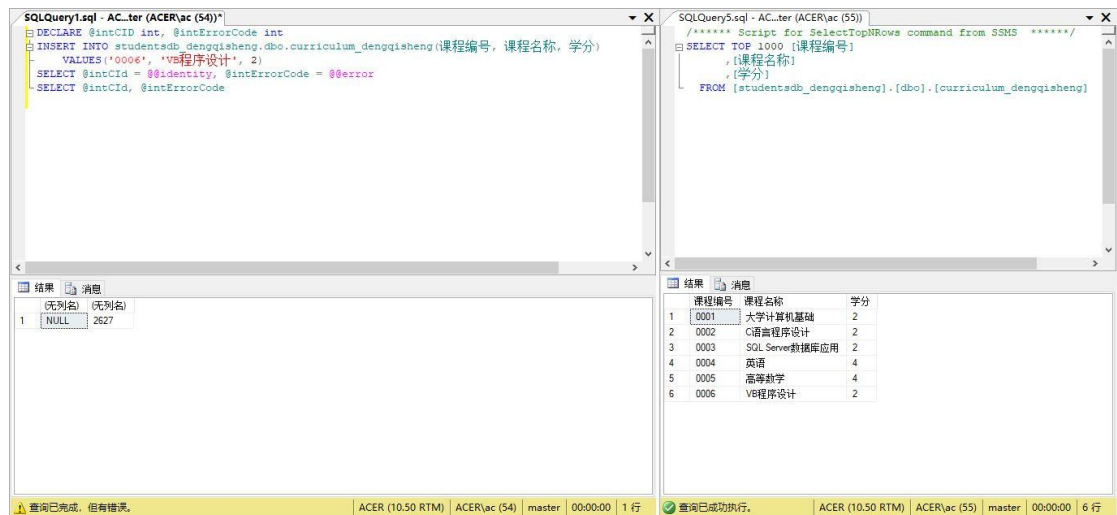 SQLQuery1.sql - AC...ter (ACER\ac (54))*
DECLARE @intCID int, @intErrorCode int
INSERT INTO studentsdb_dengqisheng.dbo.curriculum_dengqisheng(课程编号, 课程名称, 学分)
VALUES('0006', 'VB程序设计', 2)
SELECT @intCId = @@identity, @intErrorCode = @@error
SELECT @intCId, @intErrorCode
结果 消息
(无列名) (无列名)
1 NULL 2627
查询已完成，但有错误。 ACER (10.50 RTM) ACER\ac (54) master 00:00:00 1 行
SQLQuery5.sql - AC...ter (ACER\ac (55))
/****** Script for SelectTopNRows command from SSMS ******/
SELECT TOP 1000 [课程编号]
,[课程名称]
,[学分]
FROM [studentsdb_dengqisheng].[dbo].[curriculum_dengqisheng]
结果 消息
课程编号 课程名称 学分
1 0001 大学计算机基础 2
2 0002 C语言程序设计 2
3 0003 SQL Server数据库应用 2
4 0004 英语 4
5 0005 高等数学 4
6 0006 VB程序设计 2
查询已成功执行。 ACER (10.50 RTM) ACER\ac (55) master 00:00:00 6 行